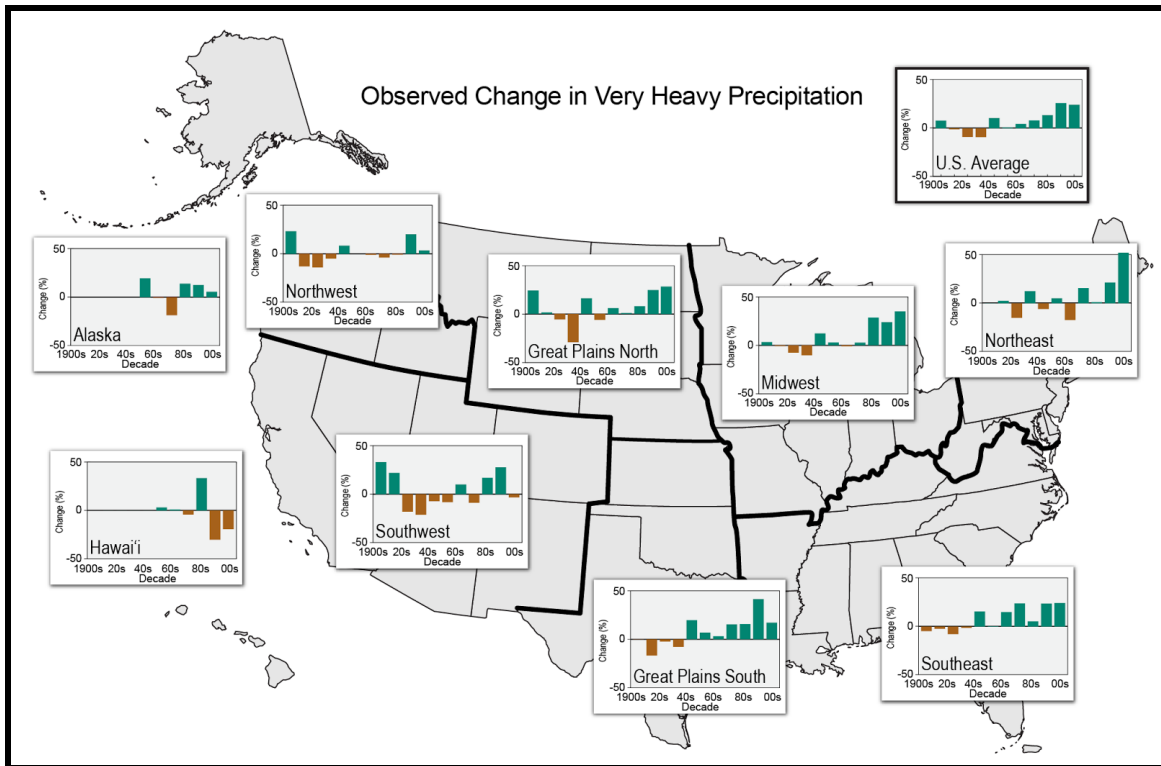 Observed Change in Very Heavy Precipitation
50
0
-50
Change (%)
U.S. Average
1900s 20s 40s 60s 80s 00s
Decade
50
0
-50
Change (%)
Northwest
1900s 20s 40s 60s 80s 00s
Decade
50
0
-50
Change (%)
Alaska
1900s 20s 40s 60s 80s 00s
Decade
50
0
-50
Change (%)
Great Plains North
1900s 20s 40s 60s 80s 00s
Decade
50
0
-50
Change (%)
Midwest
1900s 20s 40s 60s 80s 00s
Decade
50
0
-50
Change (%)
Northeast
1900s 20s 40s 60s 80s 00s
Decade
50
0
-50
Change (%)
Hawai‘i
1900s 20s 40s 60s 80s 00s
Decade
50
0
-50
Change (%)
Southwest
1900s 20s 40s 60s 80s 00s
Decade
50
0
-50
Change (%)
Great Plains South
1900s 20s 40s 60s 80s 00s
Decade
50
0
-50
Change (%)
Southeast
1900s 20s 40s 60s 80s 00s
Decade